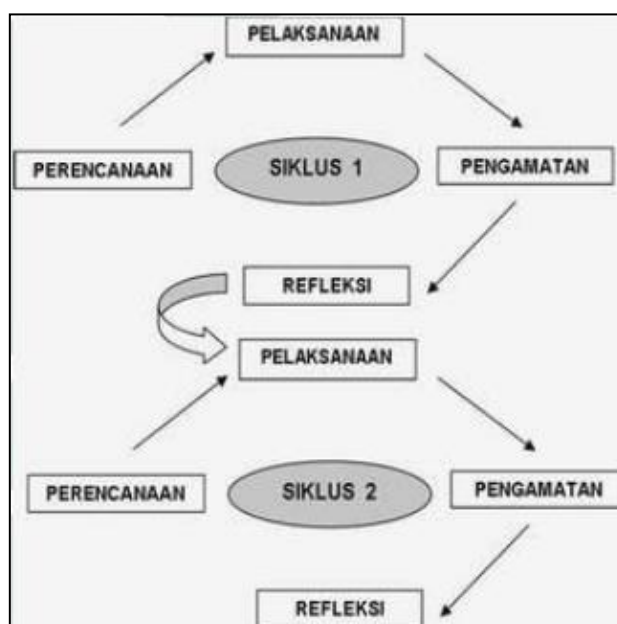 PELAKSANAAN
PERENCANAAN
SIKLUS 1
PENGAMATAN
REFLEKSI
PELAKSANAAN
PERENCANAAN
SIKLUS 2
PENGAMATAN
REFLEKSI